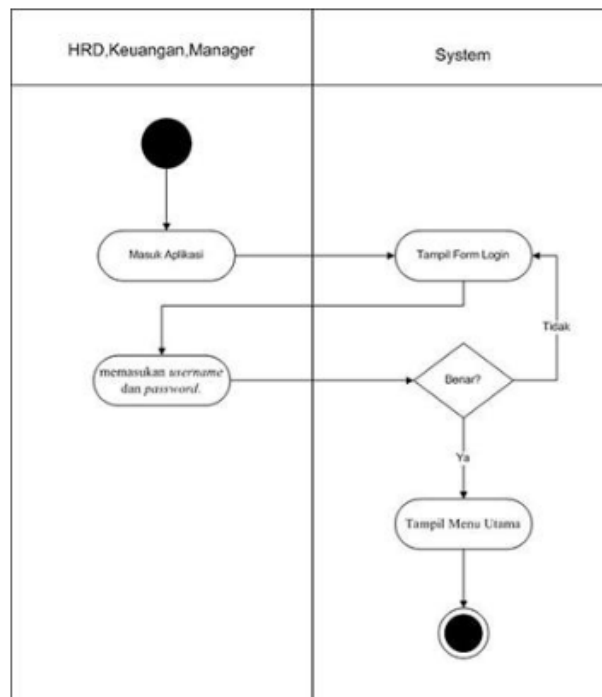 HRD,Keuangan,Manager
System
Masuk Aplikasi
Tampil Form Login
Tidak
memasukan username
dan password.
Benar?
Ya
Tampil Menu Utama